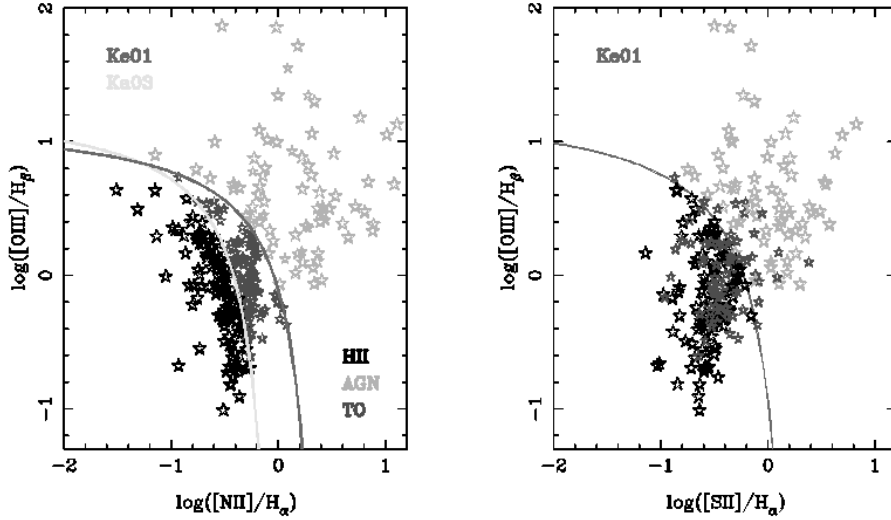 2
Ke01
Ka03
1
0
−1
log([OIII]/Hβ)
HII
AGN
TO
−2
−1
0
1
log([NII]/Hα)
2
Ke01
1
0
−1
log([OIII]/Hβ)
−2
−1
0
1
log([SII]/Hα)